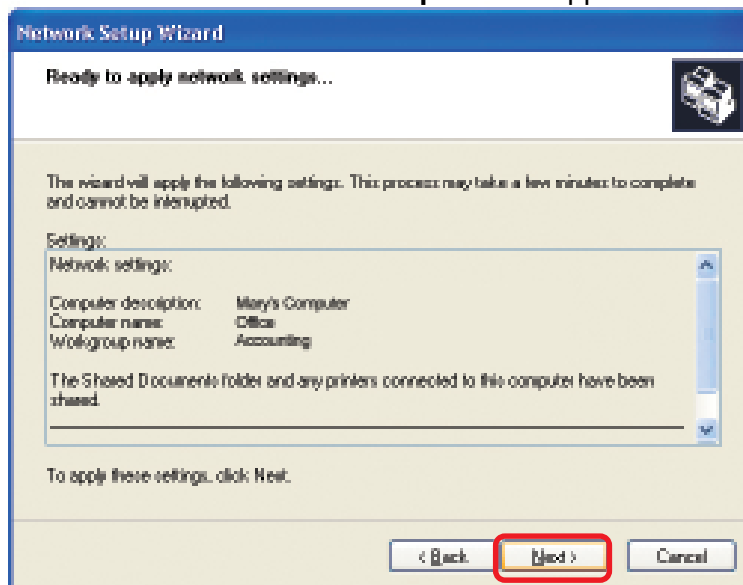 Network Setup Wizard
Ready to apply network settings...
The wizard will apply the following settings. This process may take a few minutes to complete
and cannot be interrupted.
Settings:
Network settings:
Computer description: Mary's Computer
Computer name: Office
Workgroup name: Accounting
The Shared Documents folder and any printers connected to this computer have been
shared.
To apply these settings, click Next.
< Back
Next >
Cancel